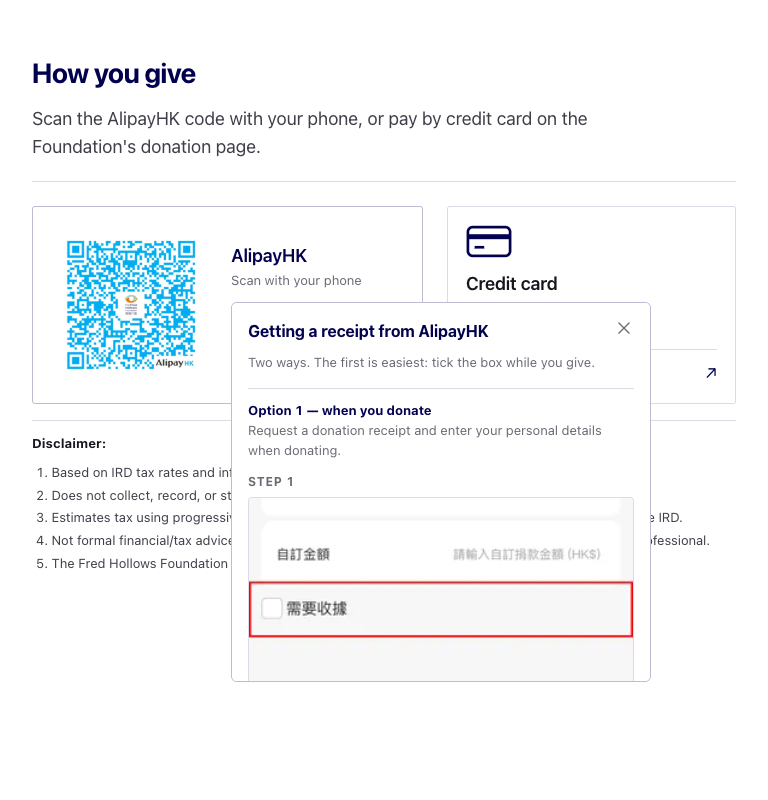 How you give
Scan the AlipayHK code with your phone, or pay by credit card on the
Foundation's donation page.
AlipayHK
Scan with your phone
Alipay HK
Credit card
Getting a receipt from AlipayHK
Two ways. The first is easiest: tick the box while you give.
Option 1 — when you donate
Request a donation receipt and enter your personal details
when donating.
STEP 1
自訂金額
請輸入自訂捐款金額 (HK$)
需要收據
Disclaimer:
1. Based on IRD tax rates and
2. Does not collect, record, or
3. Estimates tax using
IRD.
4. Not formal financial/tax advice
5. The Fred Hollows Foundation